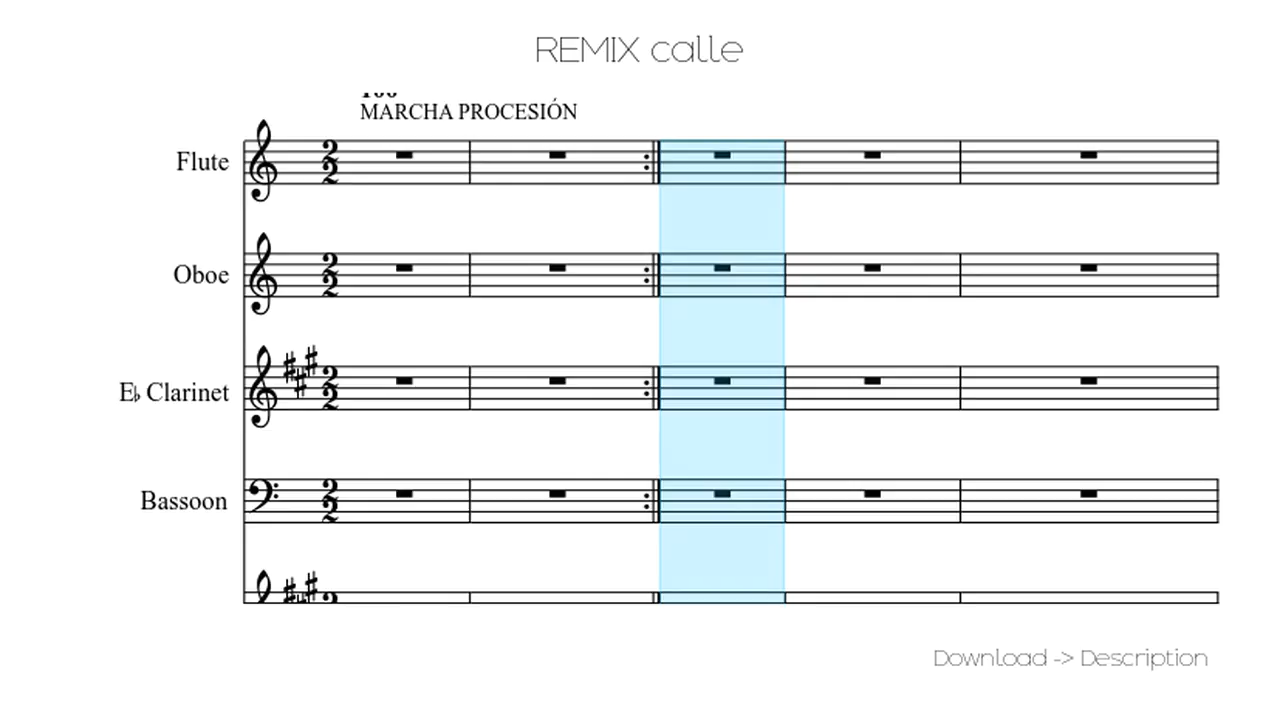 REMIX calle
MARCHA PROCESIÓN
Flute
Oboe
E♭ Clarinet
Bassoon
Download -> Description